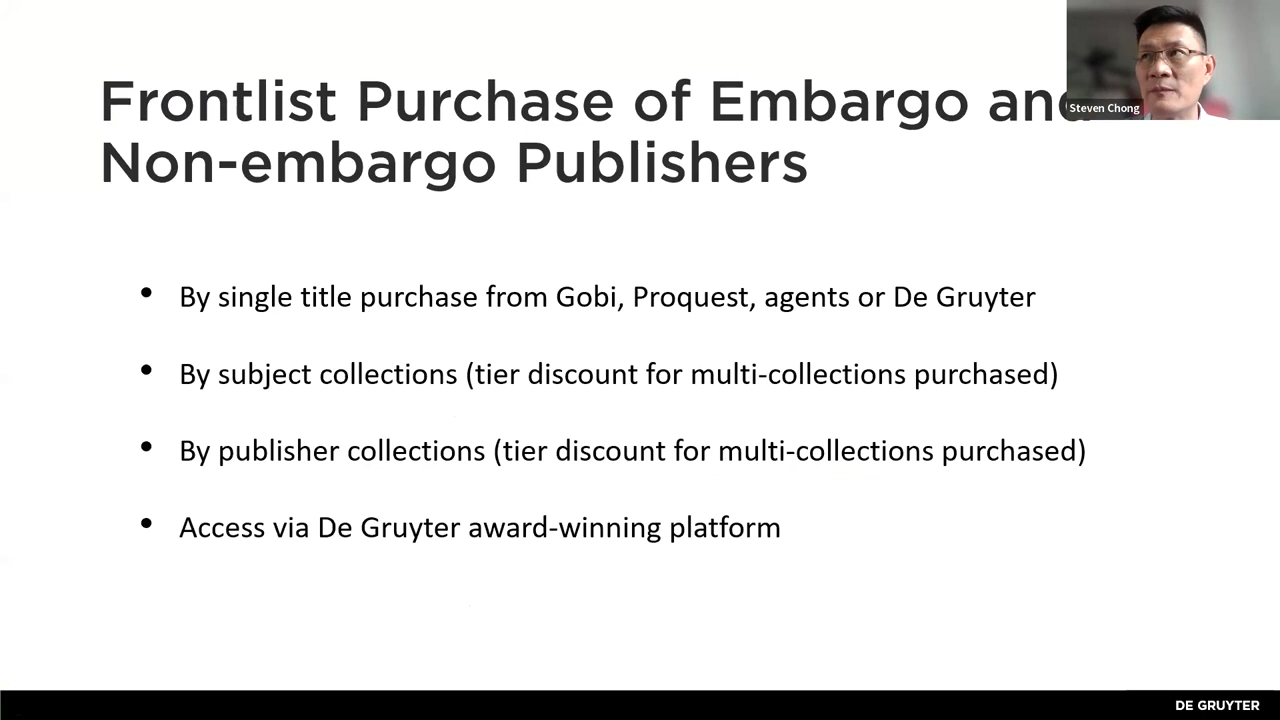 Frontlist Purchase of Embargo and
Non-embargo Publishers
Steven Chong
• By single title purchase from Gobi, Proquest, agents or De Gruyter
• By subject collections (tier discount for multi-collections purchased)
• By publisher collections (tier discount for multi-collections purchased)
• Access via De Gruyter award-winning platform
DE GRUYTER